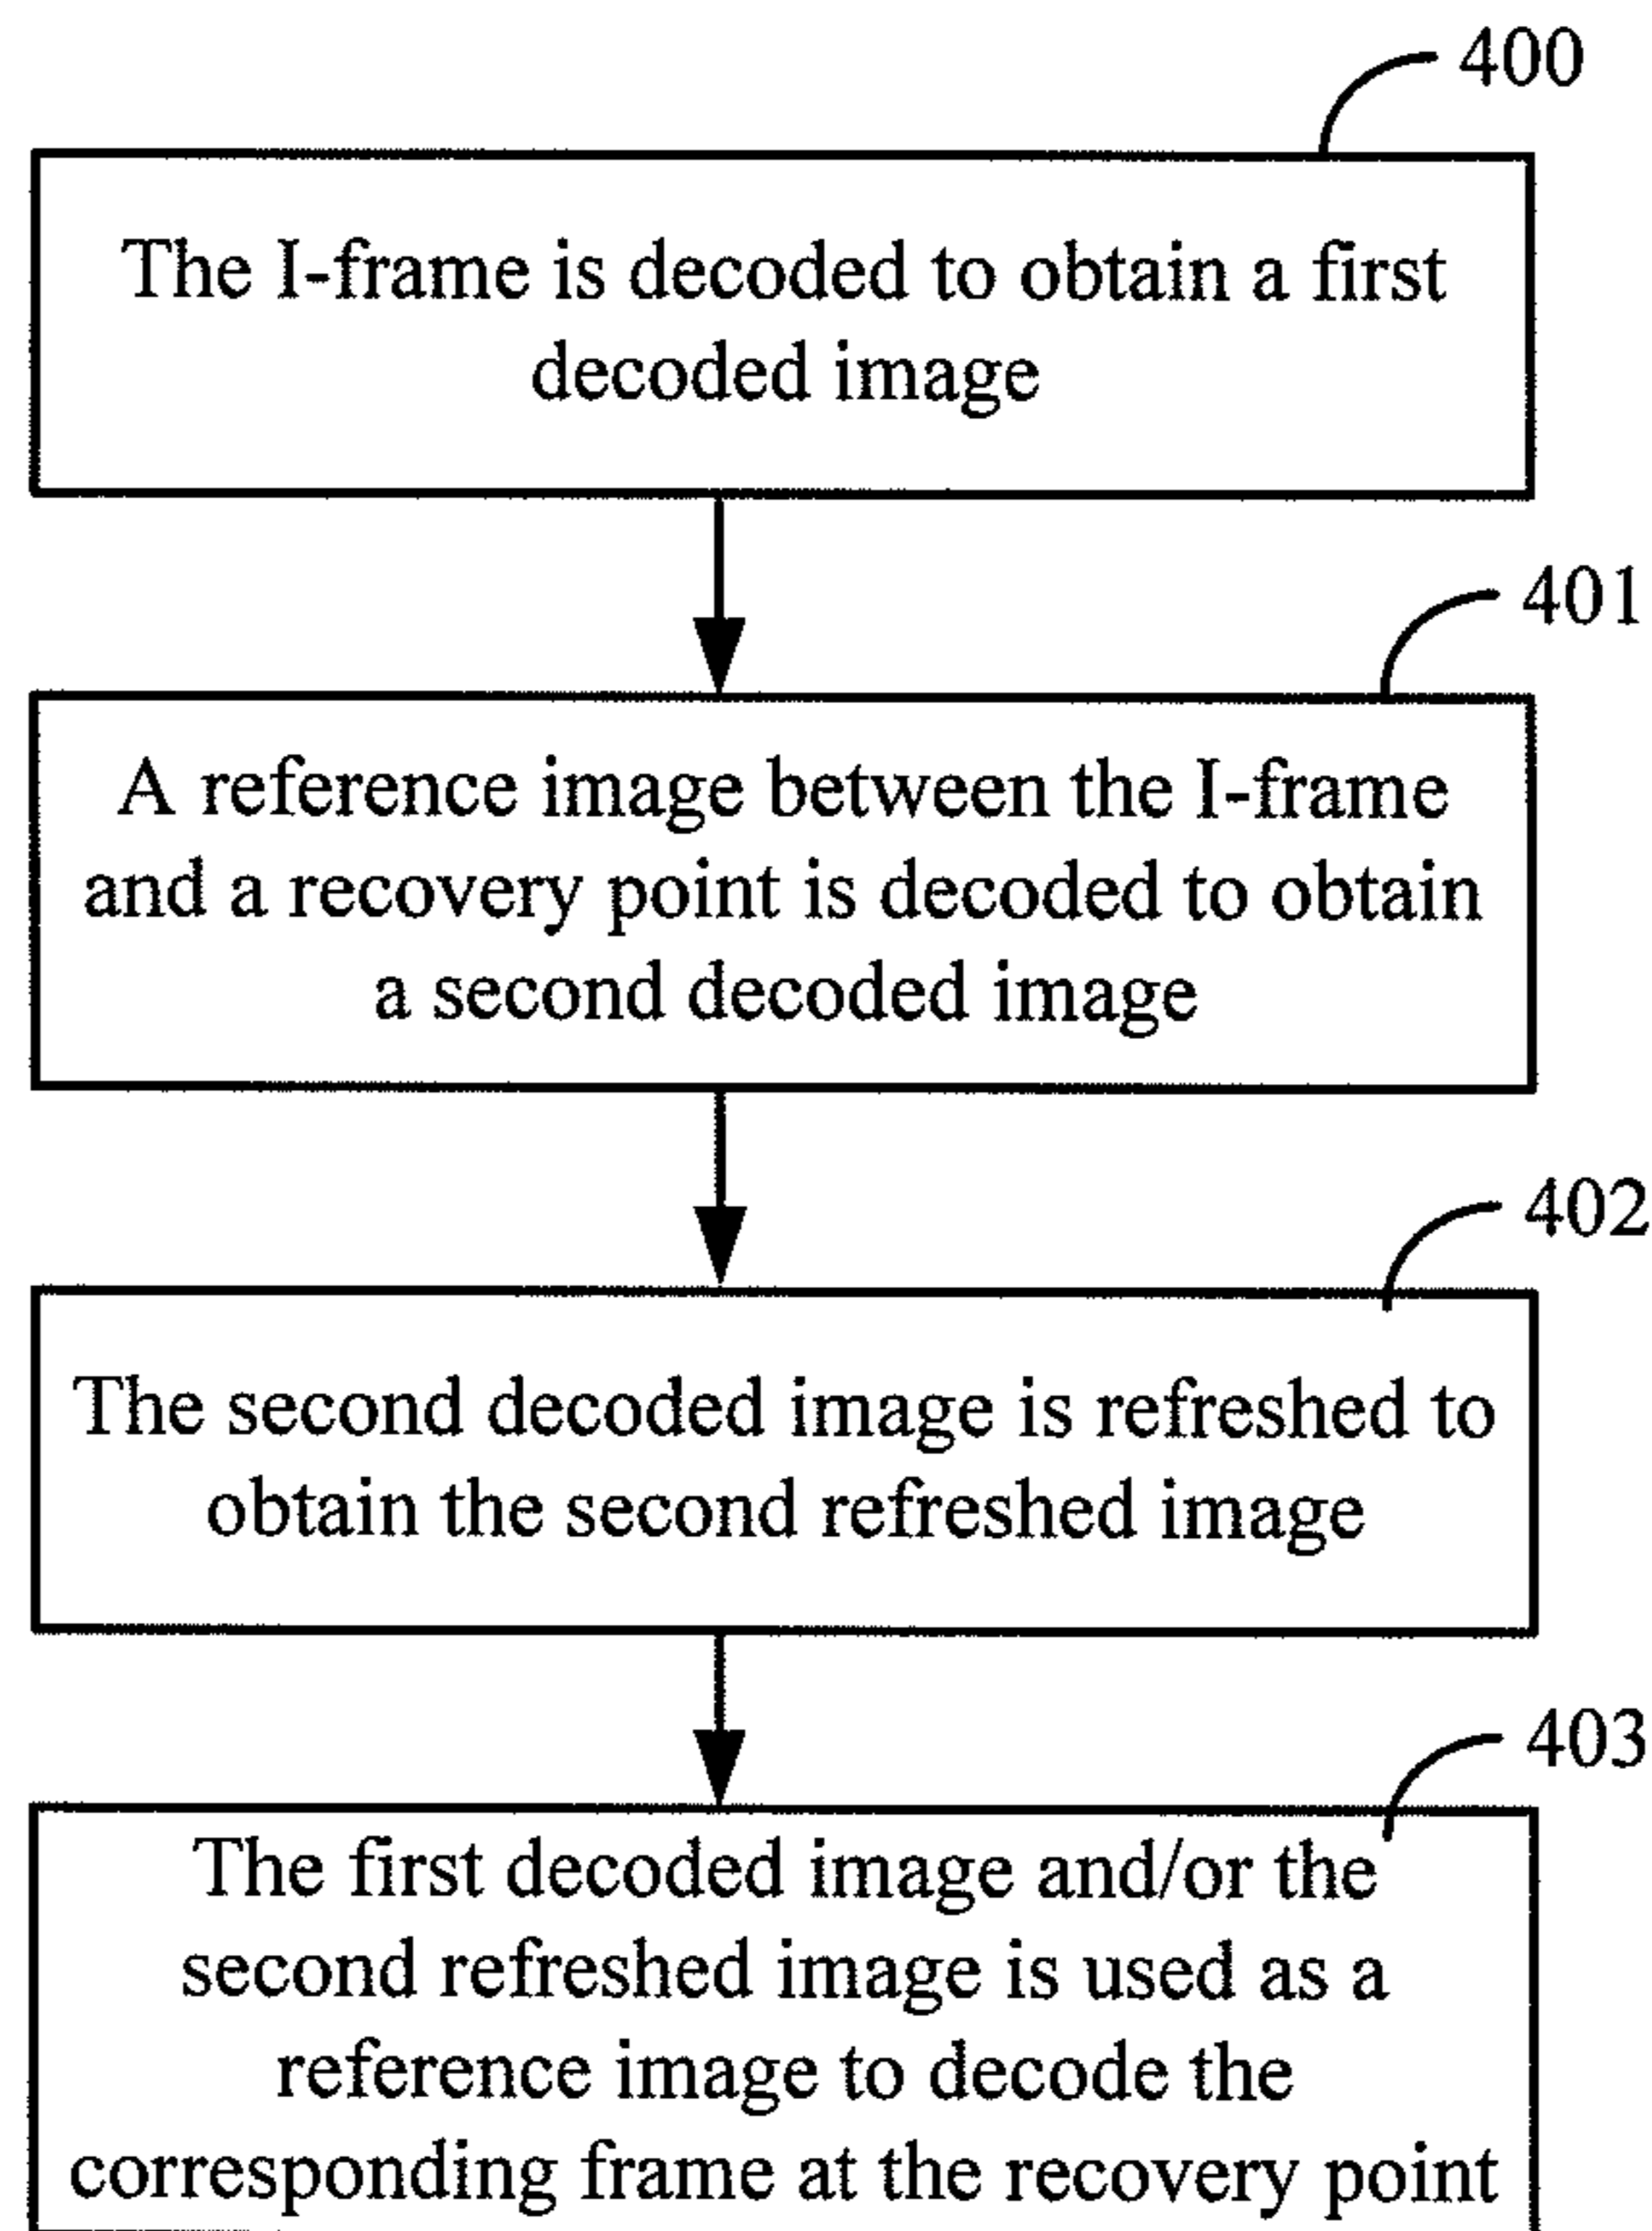 400
The I-frame is decoded to obtain a first
decoded image
401
A reference image between the I-frame
and a recovery point is decoded to obtain
a second decoded image
402
The second decoded image is refreshed to
obtain the second refreshed image
403
The first decoded image and/or the
second refreshed image is used as a
reference image to decode the
corresponding frame at the recovery point